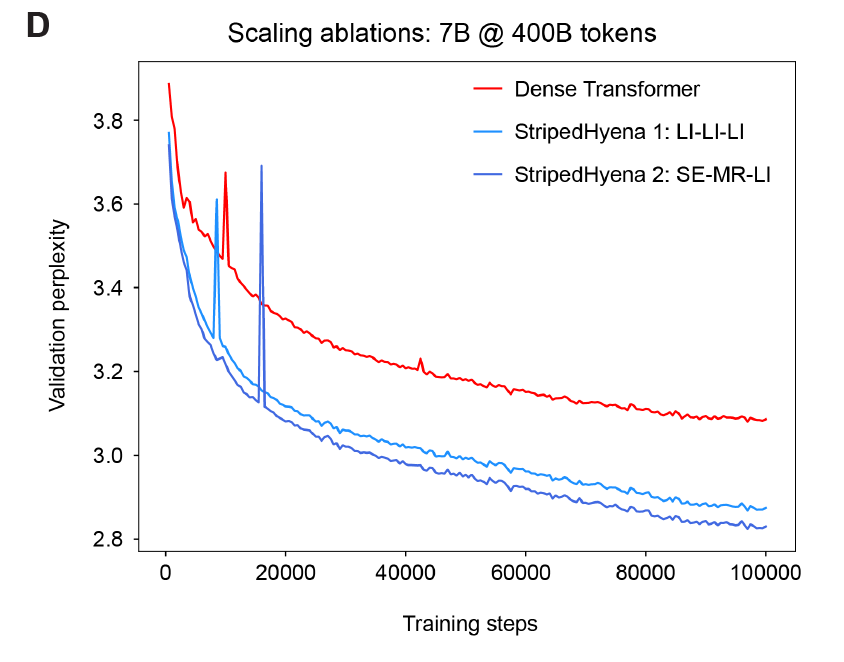 D
Scaling ablations: 7B @ 400B tokens
Dense Transformer
StripedHyena 1: LI-LI-LI
StripedHyena 2: SE-MR-LI
Validation perplexity
3.8
3.6
3.4
3.2
3.0
2.8
0 20000 40000 60000 80000 100000
Training steps